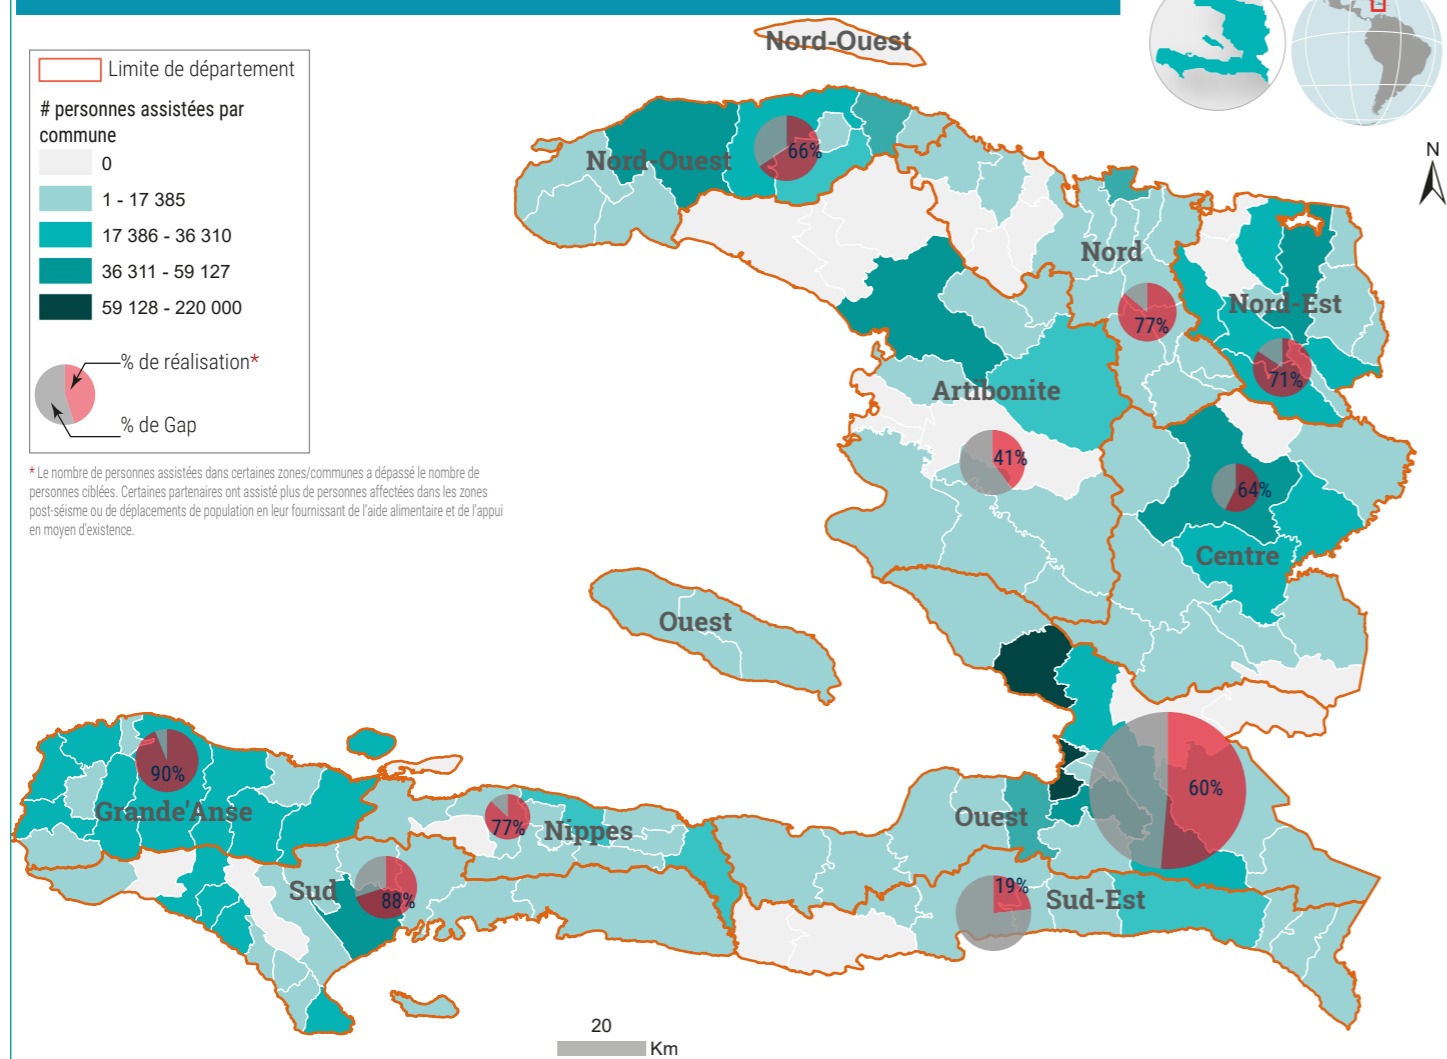 Limite de département
# personnes assistées par
commune
0
1 - 17 385
17 386 - 36 310
36 311 - 59 127
59 128 - 220 000
% de réalisation*
% de Gap
* Le nombre de personnes assistées dans certaines zones/communes a dépassé le nombre de
personnes ciblées. Certaines partenaires ont assisté plus de personnes affectées dans les zones
post-séisme ou de déplacements de population en leur fournissant de l'aide alimentaire et de l'appui
en moyen d'existence.
Nord-Ouest
N
Nord-Ouest
66%
Nord
77%
Nord-Est
71%
Artibonite
41%
64%
Centre
Ouest
90%
Grande'Anse
77%
Nippes
Ouest
60%
Sud
88%
19%
Sud-Est
20
Km